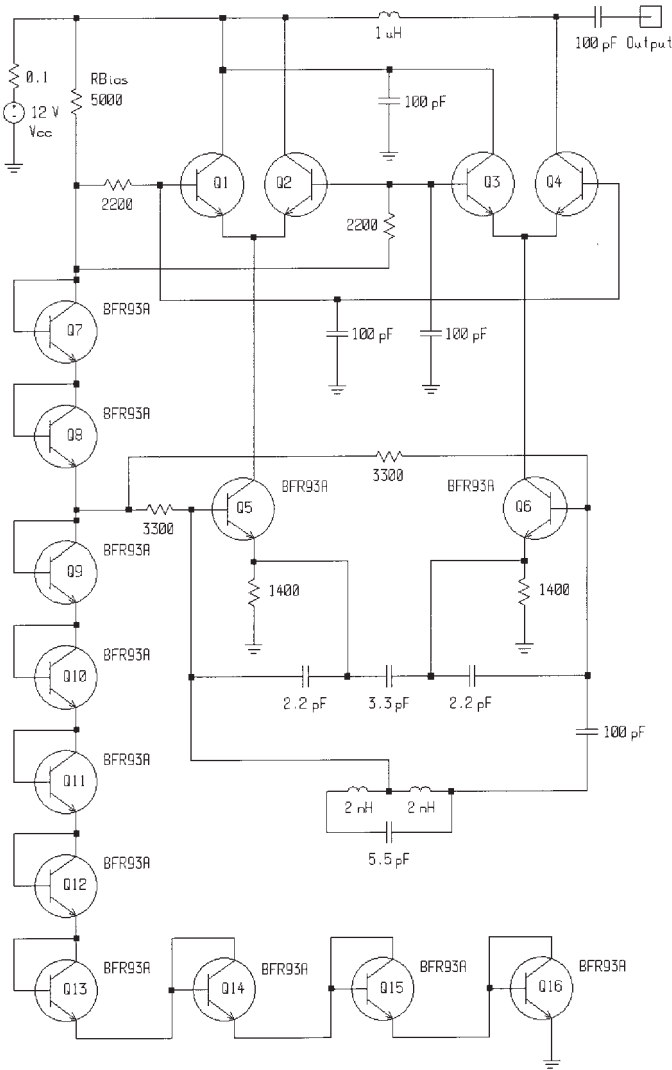 1 uH
100 pF Output
0.1
RBias
5000
12 V
Vcc
100 pF
Q1
Q2
Q3
Q4
2200
2200
BFR93A
Q7
100 pF
100 pF
BFR93A
Q8
3300
BFR93A
BFR93A
Q5
Q6
3300
BFR93A
Q9
1400
1400
BFR93A
Q10
2.2 pF
3.3 pF
2.2 pF
100 pF
BFR93A
Q11
2 nH
2 nH
5.5 pF
BFR93A
Q12
BFR93A
BFR93A
BFR93A
BFR93A
Q13
Q14
Q15
Q16